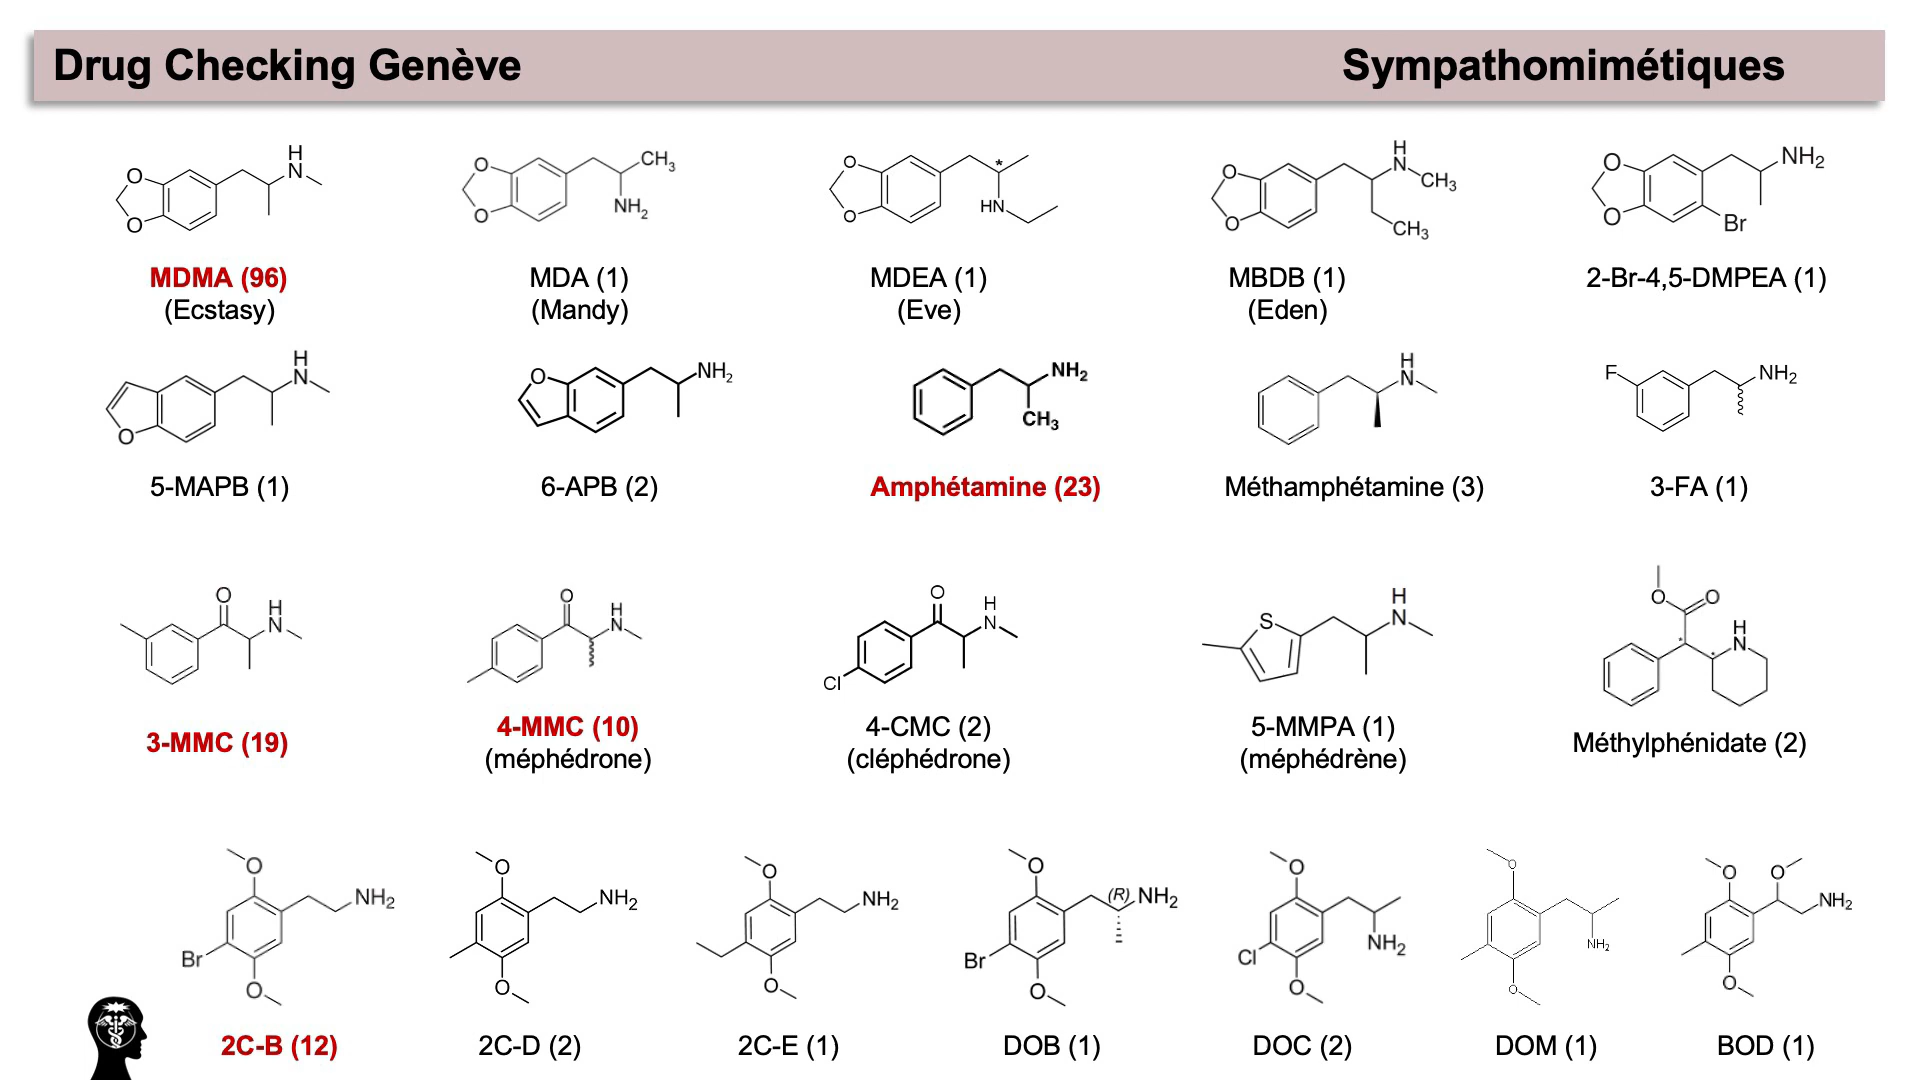 Drug Checking Genève
Sympathomimétiques
MDMA (96)
(Ecstasy)
MDA (1)
(Mandy)
MDEA (1)
(Eve)
MBDB (1)
(Eden)
2-Br-4,5-DMPEA (1)
5-MAPB (1)
6-APB (2)
Amphétamine (23)
Méthamphétamine (3)
3-FA (1)
3-MMC (19)
4-MMC (10)
(méphédrone)
4-CMC (2)
(cléphédrone)
5-MMPA (1)
(méphédrène)
Méthylphénidate (2)
2C-B (12)
2C-D (2)
2C-E (1)
DOB (1)
DOC (2)
DOM (1)
BOD (1)